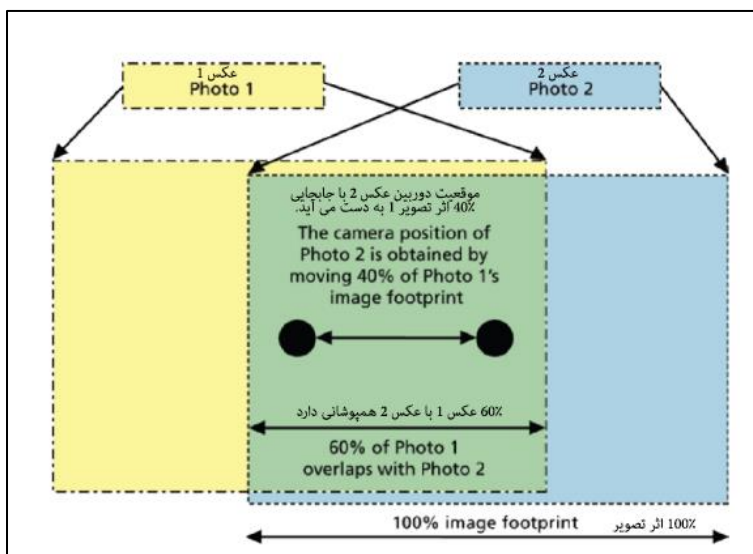 عکس 1
Photo 1
عکس 2
Photo 2
موقعیت دوربین عکس 2 با جابجایی
40% اثر تصویر 1 به دست می آید.
The camera position of
Photo 2 is obtained by
moving 40% of Photo 1's
image footprint
60% عکس 1 با عکس 2 همپوشانی دارد
60% of Photo 1
overlaps with Photo 2
100% image footprint 100% اثر تصویر